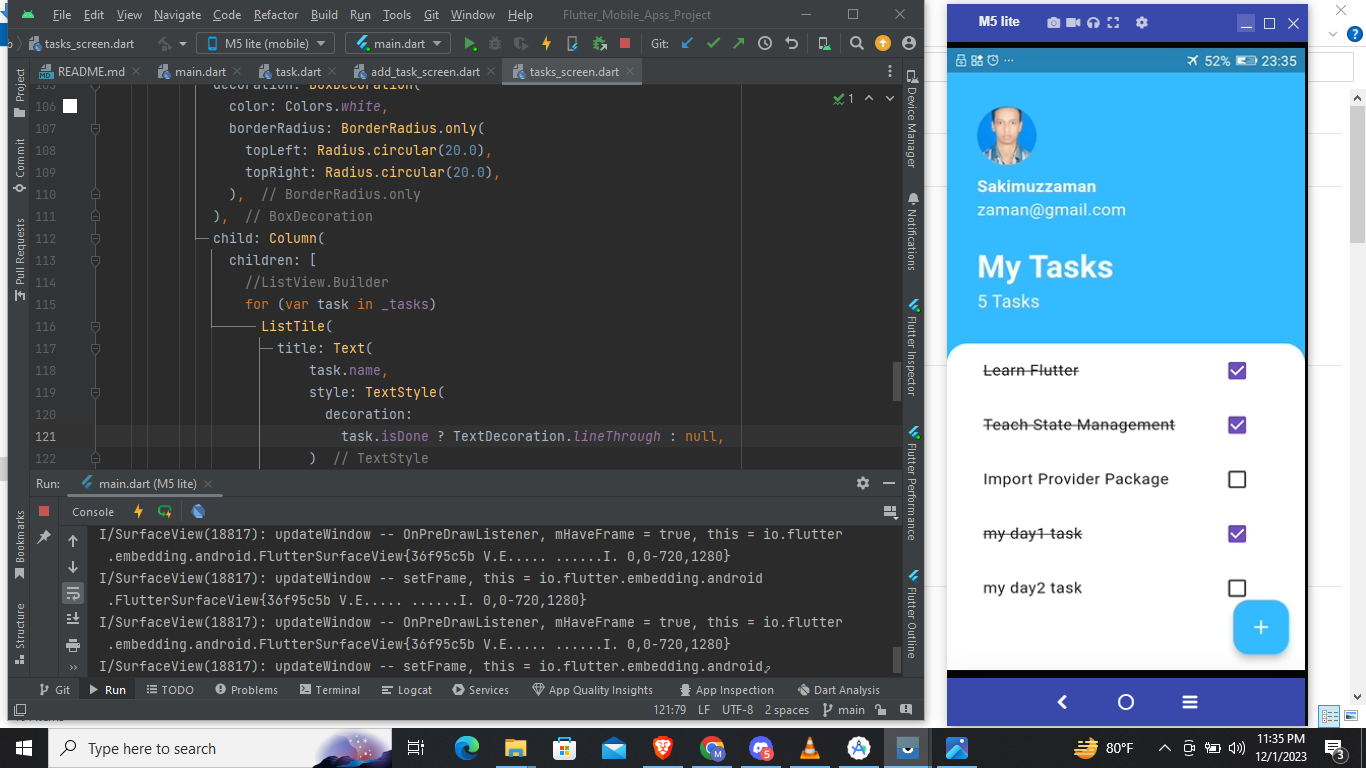 File Edit View Navigate Code Refactor Build Run Tools Git Window Help Flutter_Mobile_Apss_Project
tasks_screen.dart M5 lite (mobile) main.dart Git:
README.md main.dart task.dart add_task_screen.dart tasks_screen.dart
Project
Commit
Pull Requests
Bookmarks
Structure
105 decoration: BoxDecoration(
106 color: Colors.white,
107 borderRadius: BorderRadius.only(
108 topLeft: Radius.circular(20.0),
109 topRight: Radius.circular(20.0),
110 ), // BorderRadius.only
111 ), // BoxDecoration
112 child: Column(
113 children: [
114 //ListView.Builder
115 for (var task in _tasks)
116 ListTile(
117 title: Text(
118 task.name,
119 style: TextStyle(
120 decoration:
121 task.isDone ? TextDecoration.lineThrough : null,
122 ) // TextStyle
1
Device Manager
Notifications
Flutter Inspector
Flutter Performance
Flutter Outline
Run: main.dart (M5 lite)
Console
I/SurfaceView(18817): updateWindow -- OnPreDrawListener, mHaveFrame = true, this = io.flutter
.embedding.android.FlutterSurfaceView{36f95c5b V.E..... ......I. 0,0-720,1280}
I/SurfaceView(18817): updateWindow -- setFrame, this = io.flutter.embedding.android
.FlutterSurfaceView{36f95c5b V.E..... ......I. 0,0-720,1280}
I/SurfaceView(18817): updateWindow -- OnPreDrawListener, mHaveFrame = true, this = io.flutter
.embedding.android.FlutterSurfaceView{36f95c5b V.E..... ......I. 0,0-720,1280}
I/SurfaceView(18817): updateWindow -- setFrame, this = io.flutter.embedding.android
Git Run TODO Problems Terminal Logcat Services App Quality Insights App Inspection Dart Analysis
121:79 LF UTF-8 2 spaces main
M5 lite
52% 23:35
Sakimuzzaman
zaman@gmail.com
My Tasks
5 Tasks
Learn Flutter
Teach State Management
Import Provider Package
my day1 task
my day2 task
+
Type here to search
M
5
80°F
11:35 PM
12/1/2023
3